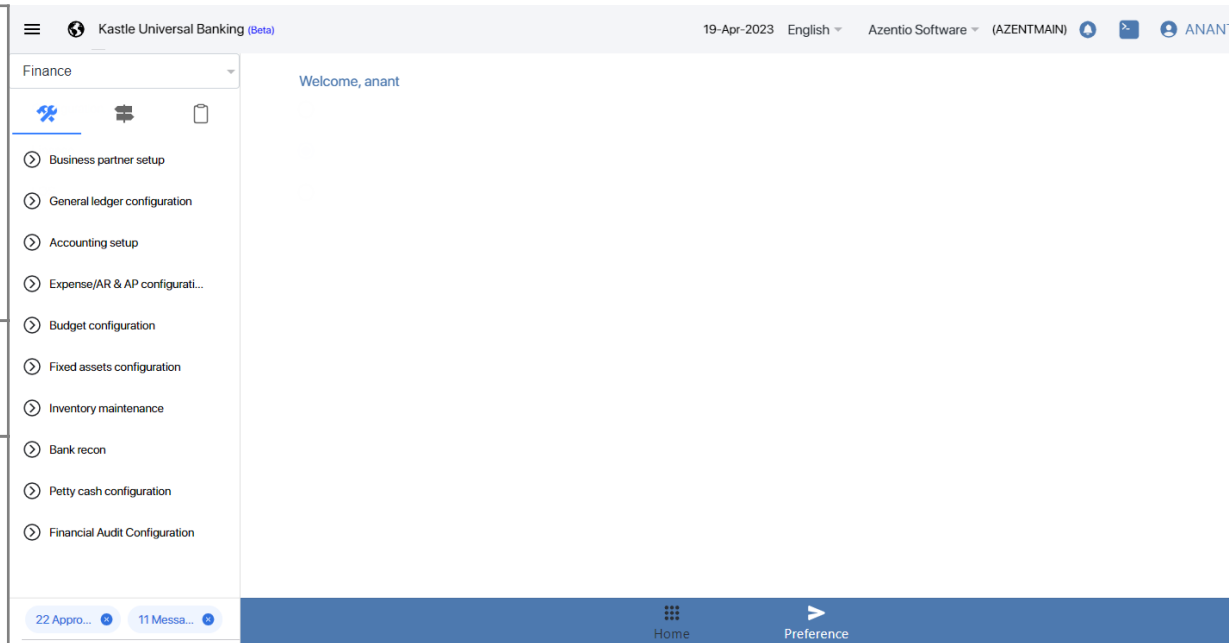 Kastle Universal Banking (Beta)
19-Apr-2023 English Azentio Software (AZENTMAIN) ANANT
Finance
Welcome, anant
Business partner setup
General ledger configuration
Accounting setup
Expense/AR & AP configurati...
Budget configuration
Fixed assets configuration
Inventory maintenance
Bank recon
Petty cash configuration
Financial Audit Configuration
22 Appro... 11 Messa...
Home Preference